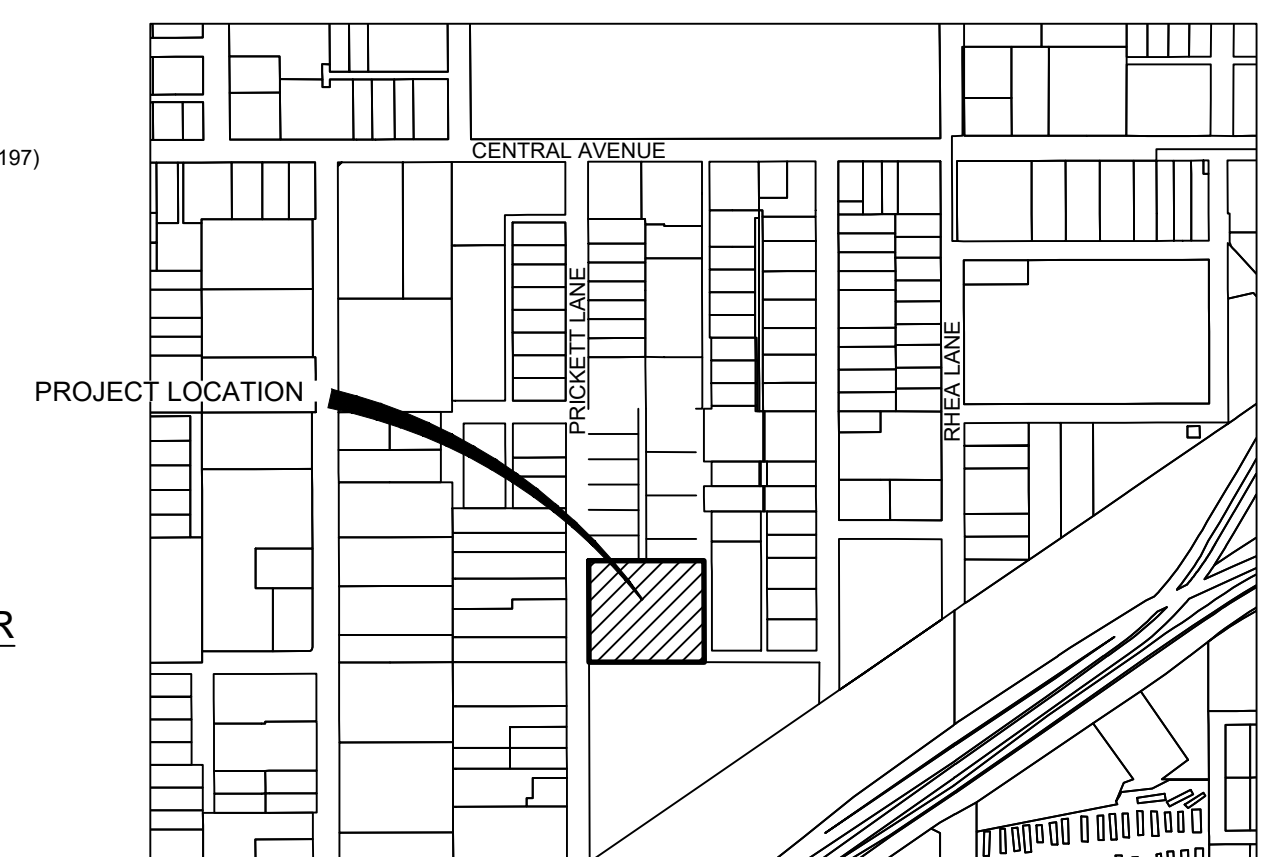 197)
CENTRAL AVENUE
PRICKETT LANE
RHEA LANE
PROJECT LOCATION
R